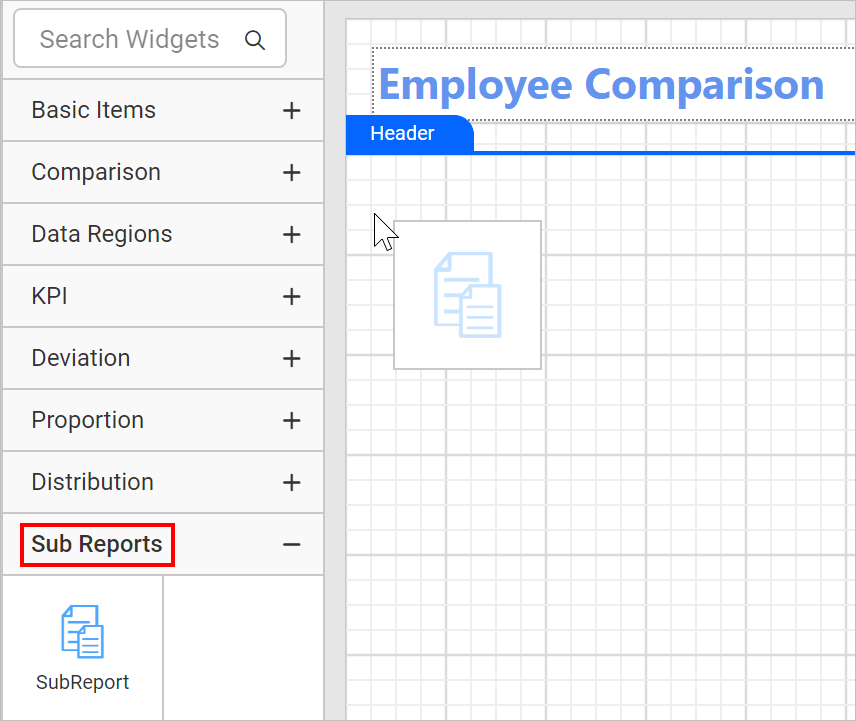 Search Widgets
Basic Items
Comparison
Data Regions
KPI
Deviation
Proportion
Distribution
Sub Reports
SubReport
Employee Comparison
Header